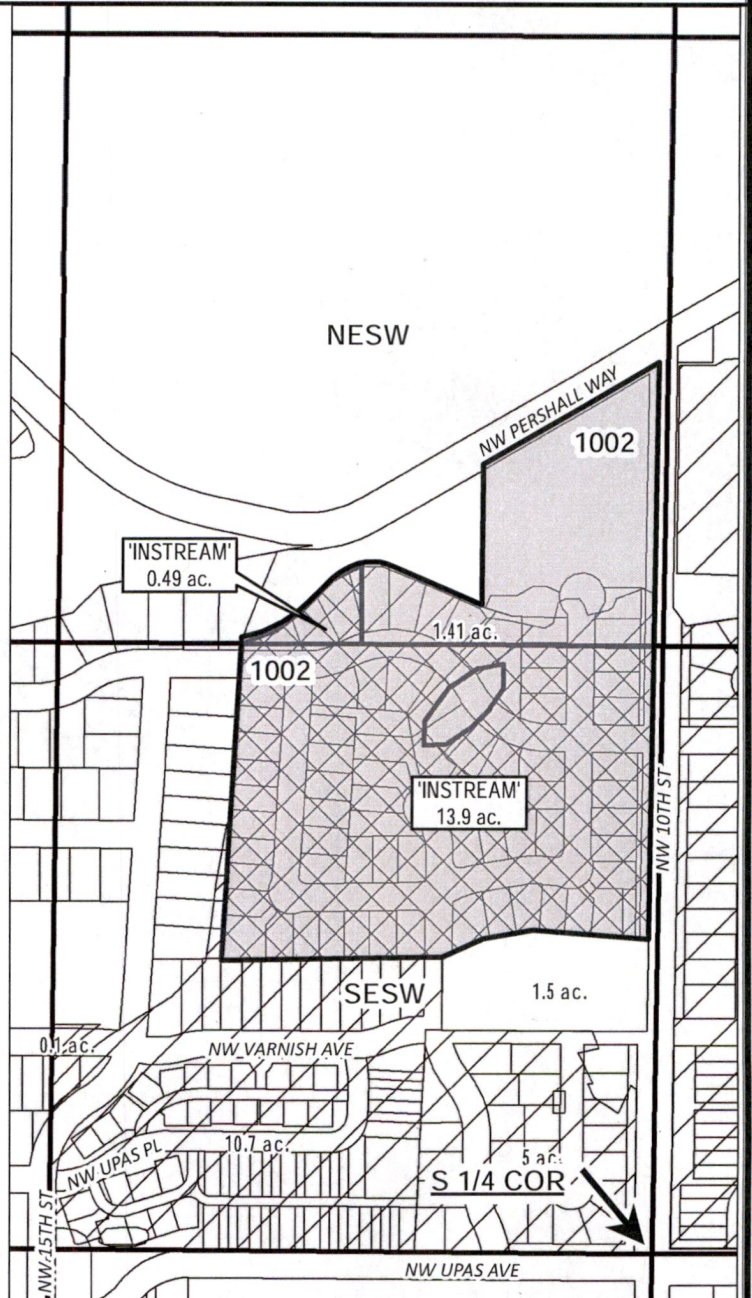 NESW
NW PERSHALL WAY
1002
'INSTREAM'
0.49 ac.
1.41 ac.
1002
'INSTREAM'
13.9 ac.
NW 10TH ST
SESW
1.5 ac.
0.1 ac.
NW VARNISH AVE
10.7 ac.
NW UPAS PL
5 ac.
S 1/4 COR
NW 15TH ST
NW UPAS AVE